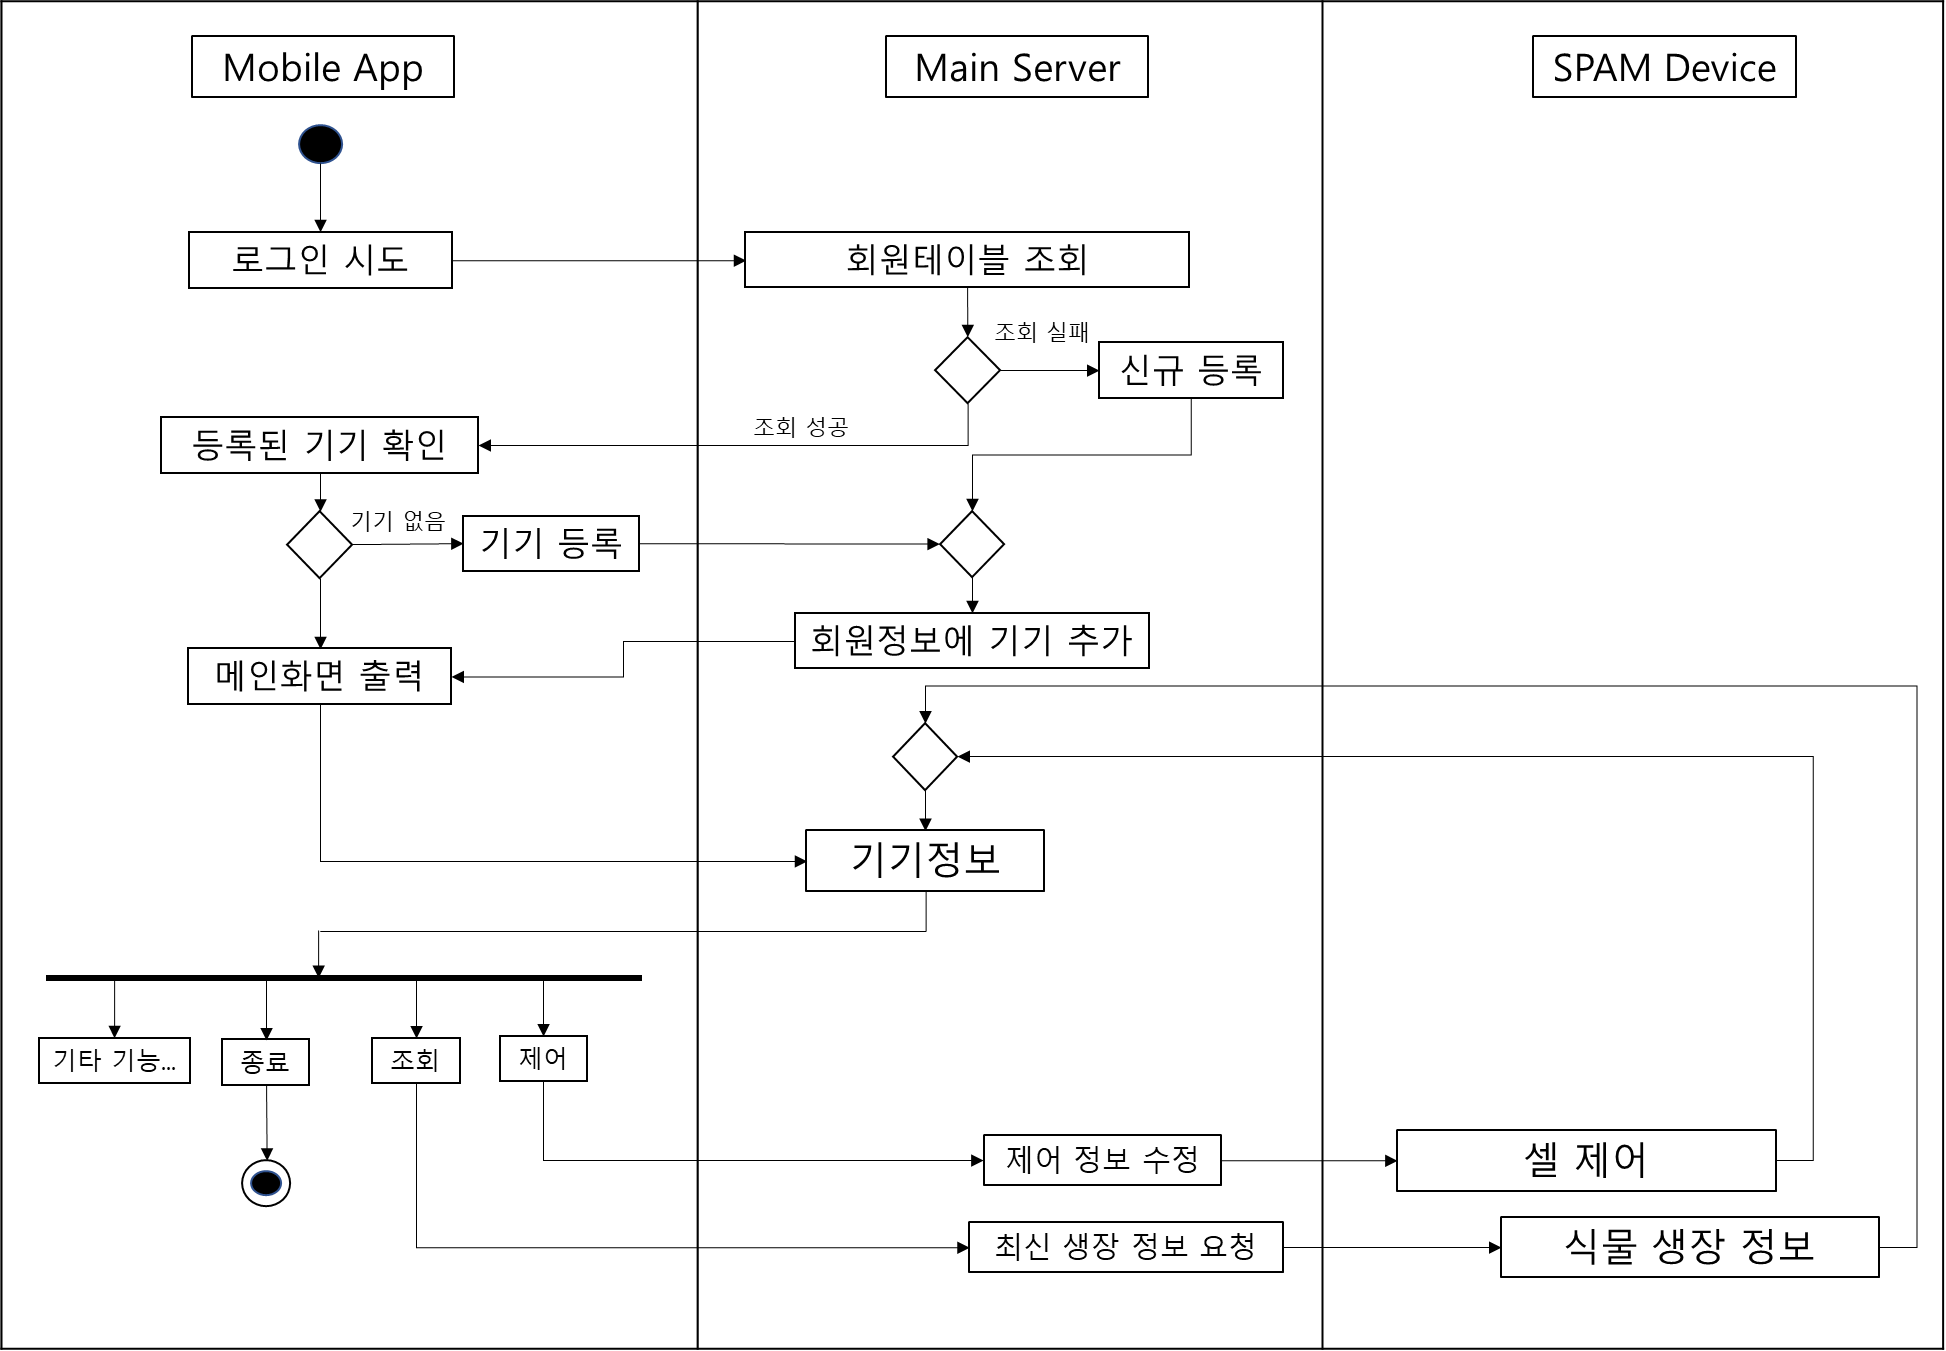 Mobile App
Main Server
SPAM Device
로그인 시도
회원테이블 조회
조회 실패
신규 등록
조회 성공
등록된 기기 확인
기기 없음
기기 등록
회원정보에 기기 추가
메인화면 출력
기기정보
기타 기능...
종료
조회
제어
제어 정보 수정
셀 제어
최신 생장 정보 요청
식물 생장 정보